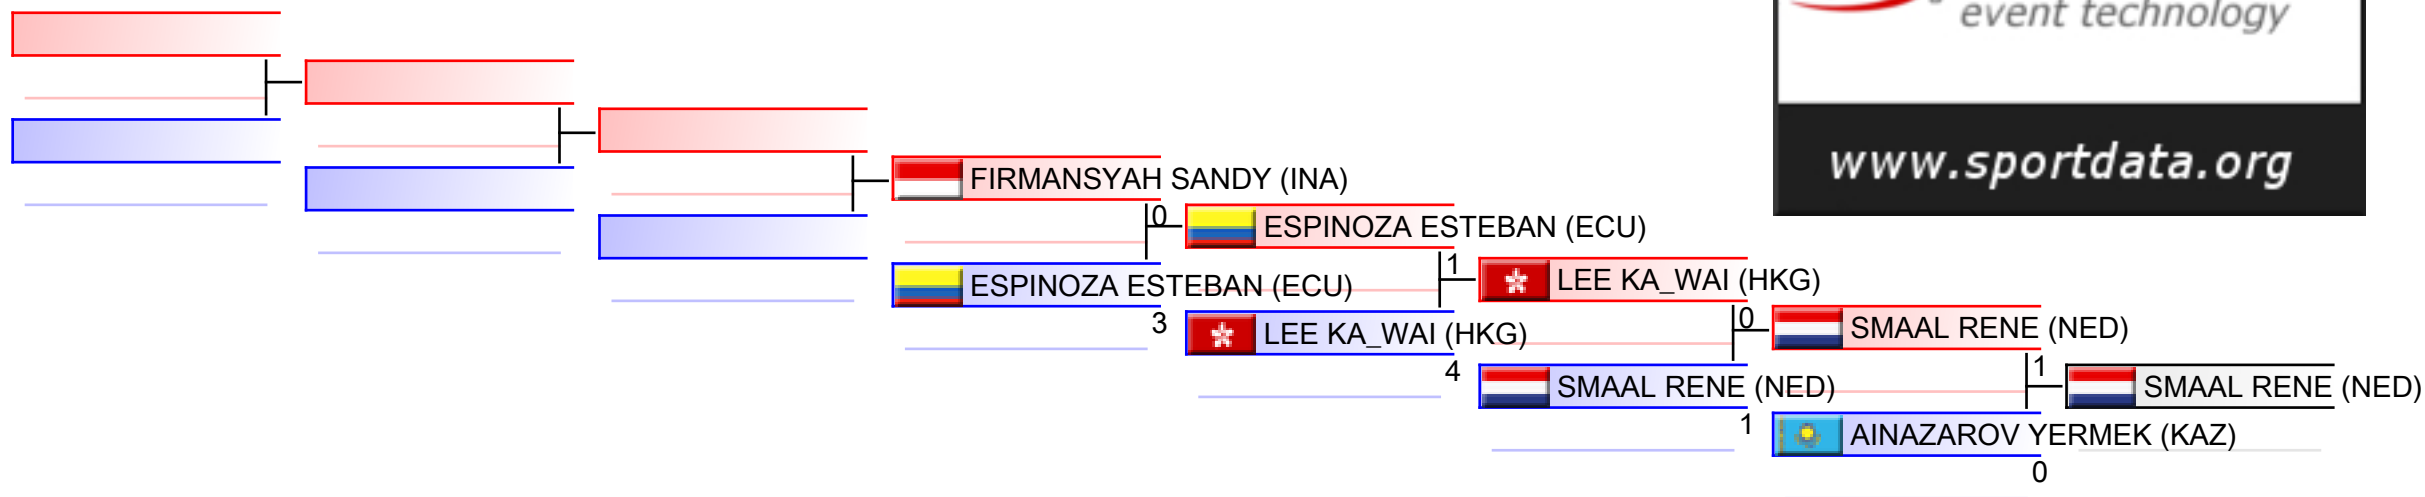 event technology
www.sportdata.org
FIRMANSYAH SANDY (INA)
0
ESPINOZA ESTEBAN (ECU)
ESPINOZA ESTEBAN (ECU)
3
1
LEE KA_WAI (HKG)
LEE KA_WAI (HKG)
4
0
SMAAL RENE (NED)
SMAAL RENE (NED)
1
1
SMAAL RENE (NED)
AINAZAROV YERMEK (KAZ)
0